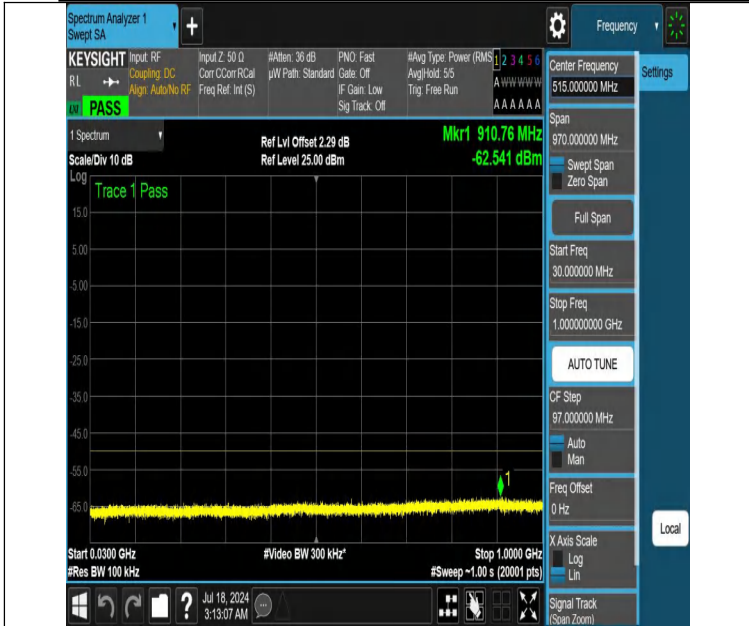 Spectrum Analyzer 1
Swept SA
Frequency
KEYSIGHT
RL
LXI
PASS
Input: RF
Coupling: DC
Align: Auto/No RF
Input Z: 50 Ω
Corr CCorr RCal
Freq Ref: Int (S)
#Atten: 36 dB
µW Path: Standard
PNO: Fast
Gate: Off
IF Gain: Low
Sig Track: Off
#Avg Type: Power (RMS
Avg|Hold: 5/5
Trig: Free Run
1 2 3 4 5 6
A W W W W W
A A A A A A
1 Spectrum
Scale/Div 10 dB
Ref Lvl Offset 2.29 dB
Ref Level 25.00 dBm
Mkr1 910.76 MHz
-62.541 dBm
Log
Trace 1 Pass
15.0
5.00
-5.00
-15.0
-25.0
-35.0
-45.0
-55.0
-65.0
1
Start 0.0300 GHz
#Res BW 100 kHz
#Video BW 300 kHz*
Stop 1.0000 GHz
#Sweep ~1.00 s (20001 pts)
Jul 18, 2024
3:13:07 AM
Center Frequency
515.000000 MHz
Span
970.000000 MHz
Swept Span
Zero Span
Full Span
Start Freq
30.000000 MHz
Stop Freq
1.000000000 GHz
AUTO TUNE
CF Step
97.000000 MHz
Auto
Man
Freq Offset
0 Hz
X Axis Scale
Log
Lin
Signal Track
(Span Zoom)
Settings
Local